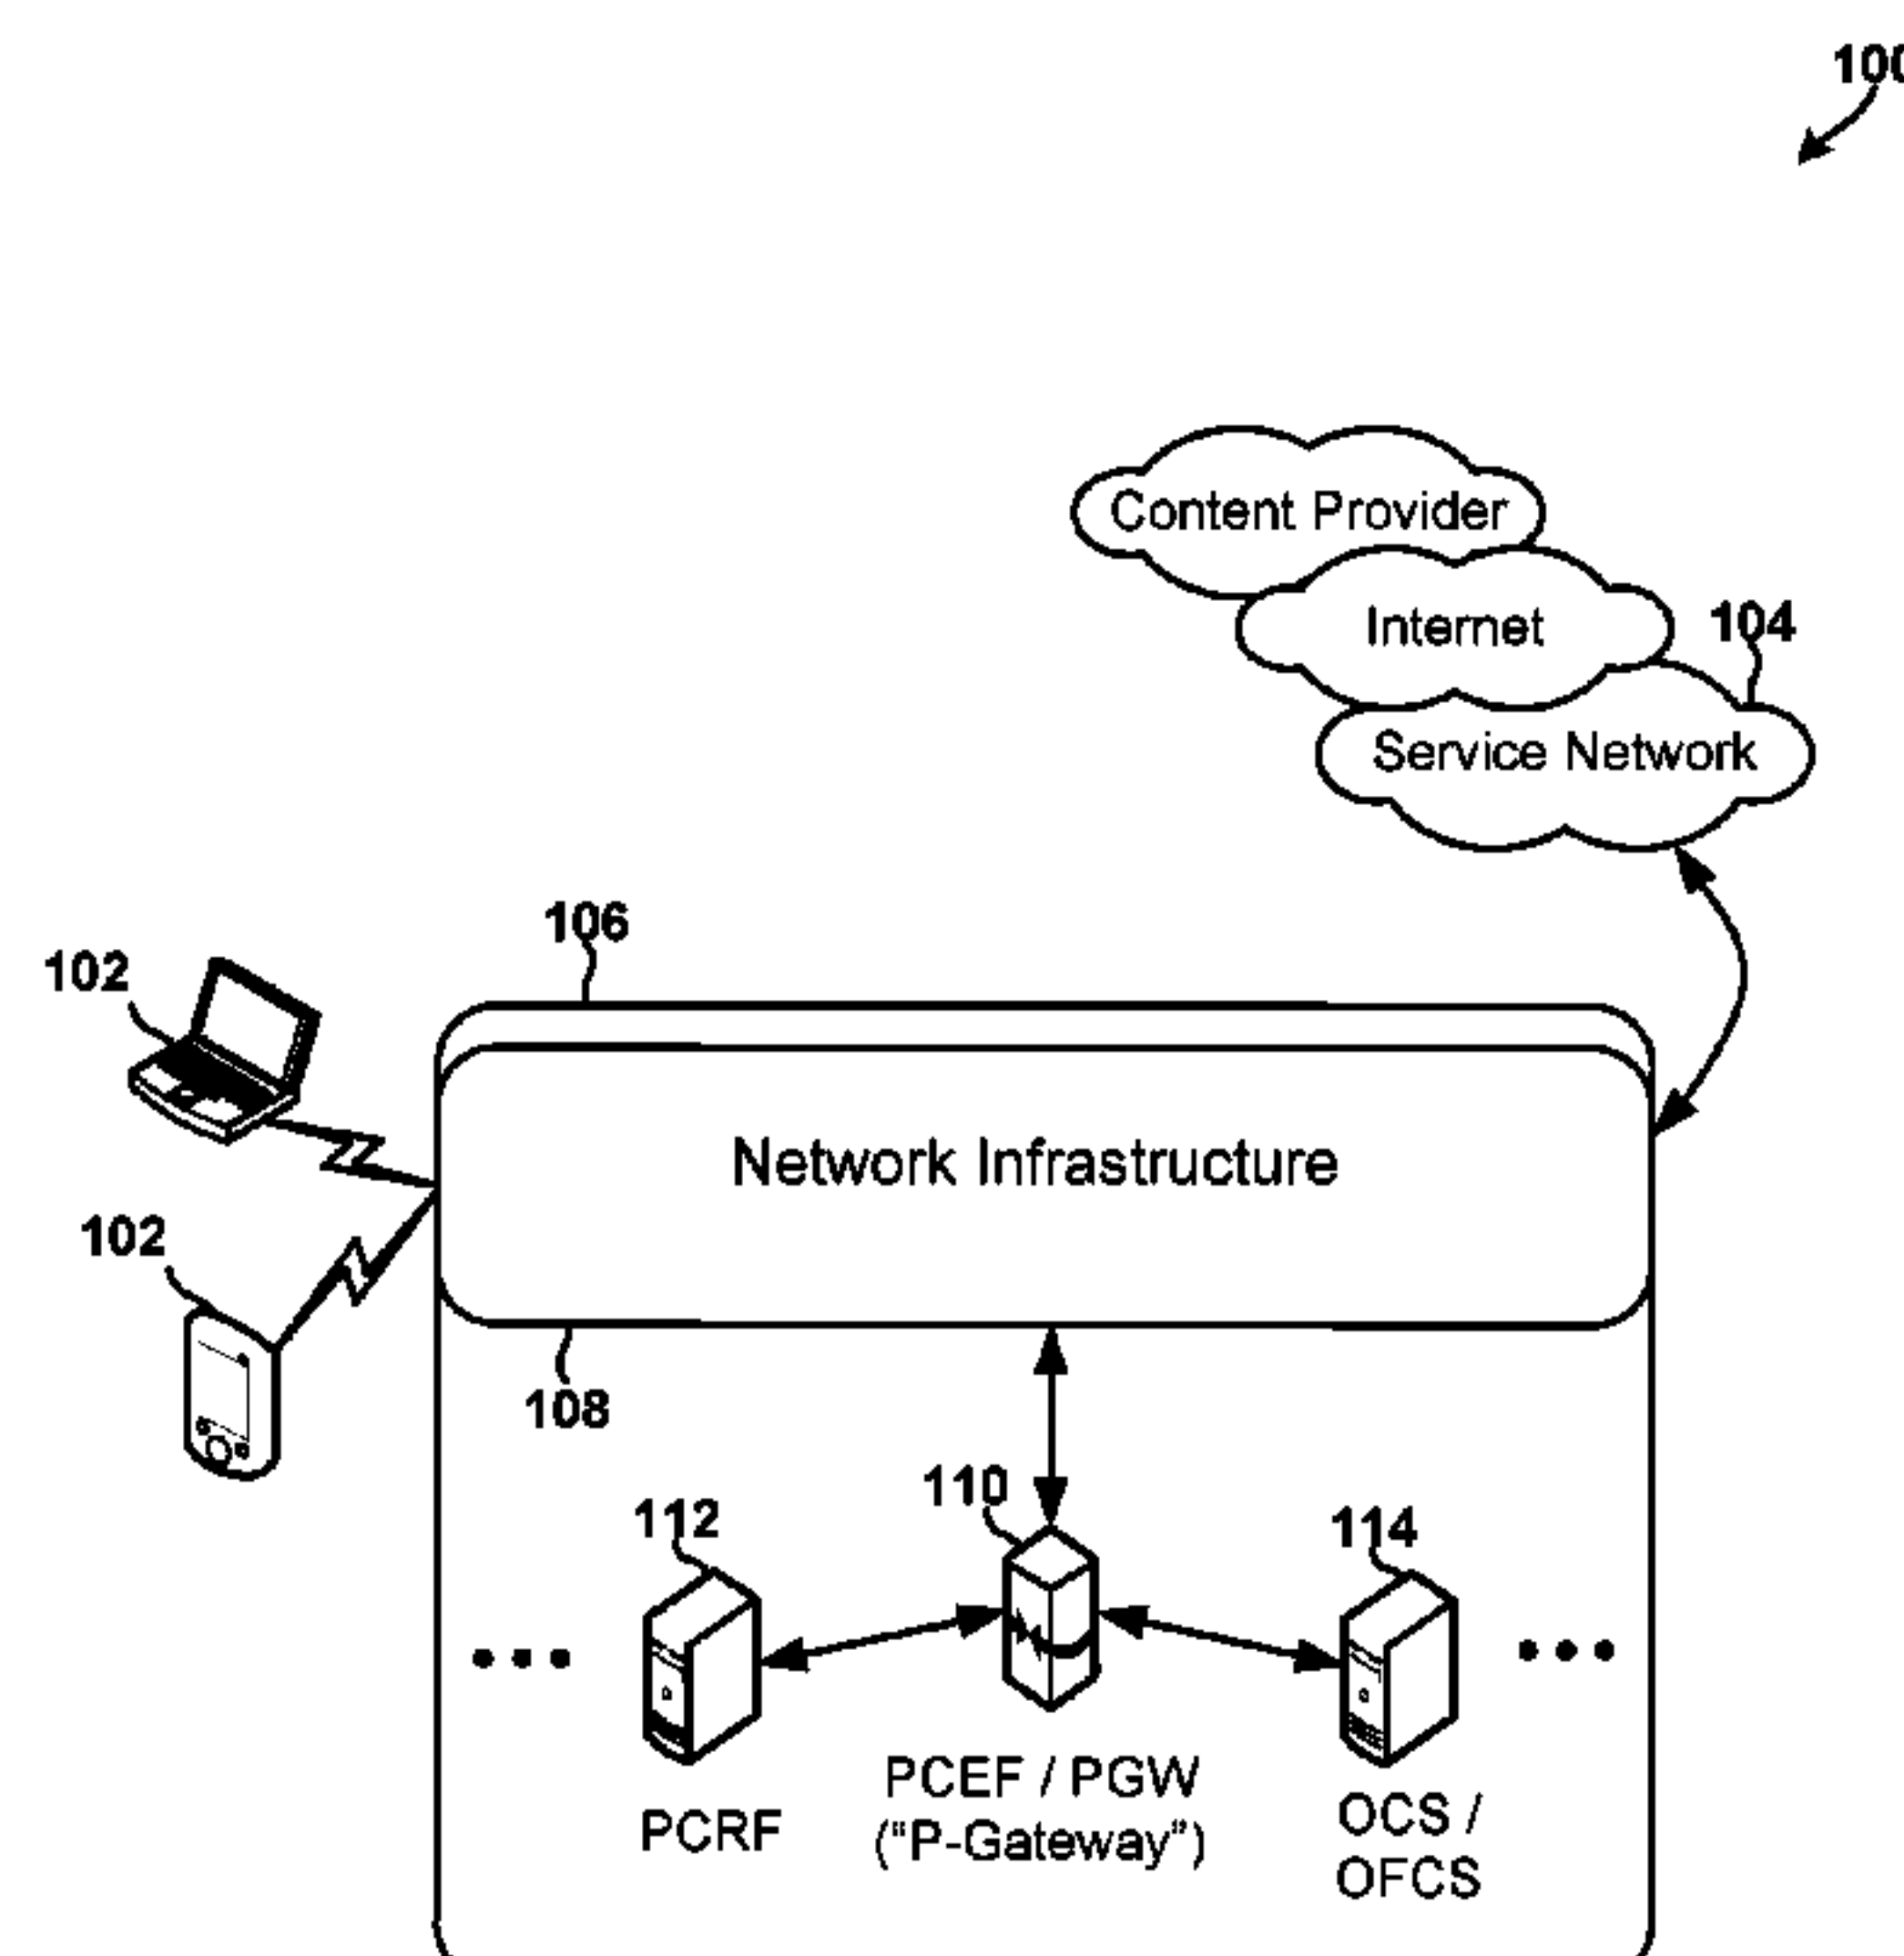 100
Content Provider
Internet
104
Service Network
106
102
Network Infrastructure
102
108
110
112
114
PCEF / PGW
("P-Gateway")
PCRF
OCS /
OFCS